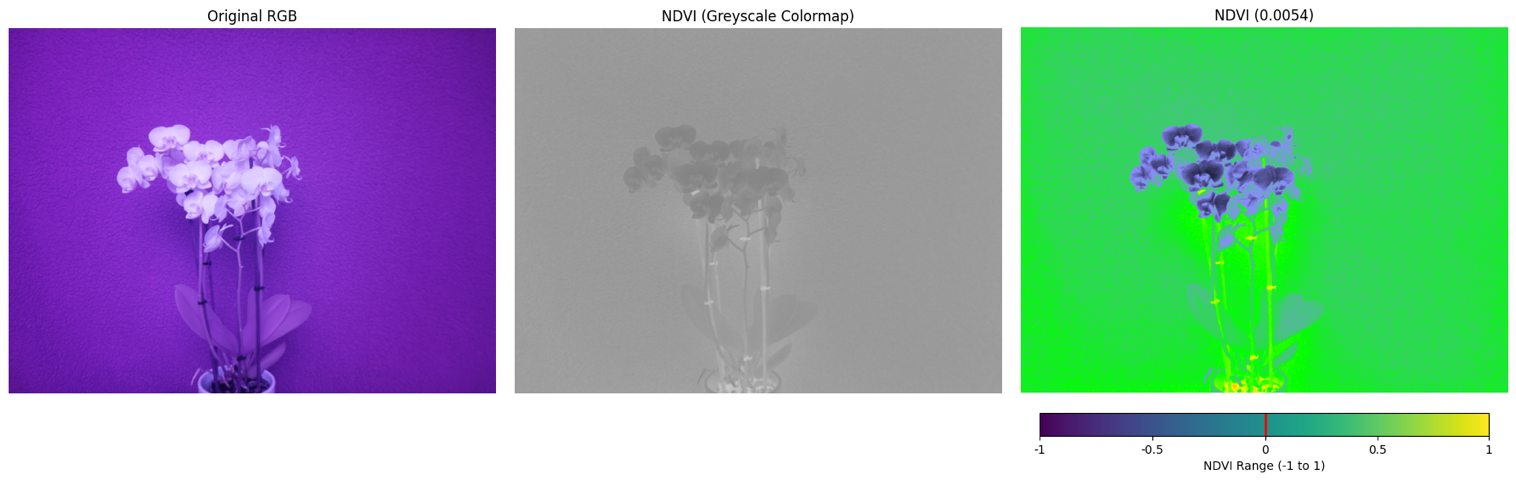 Original RGB
NDVI (Greyscale Colormap)
NDVI (0.0054)
-1 -0.5 0 0.5 1
NDVI Range (-1 to 1)